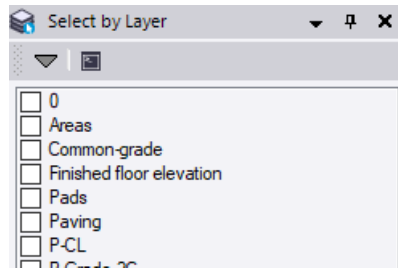 Select by Layer
0
Areas
Common-grade
Finished floor elevation
Pads
Paving
P-CL